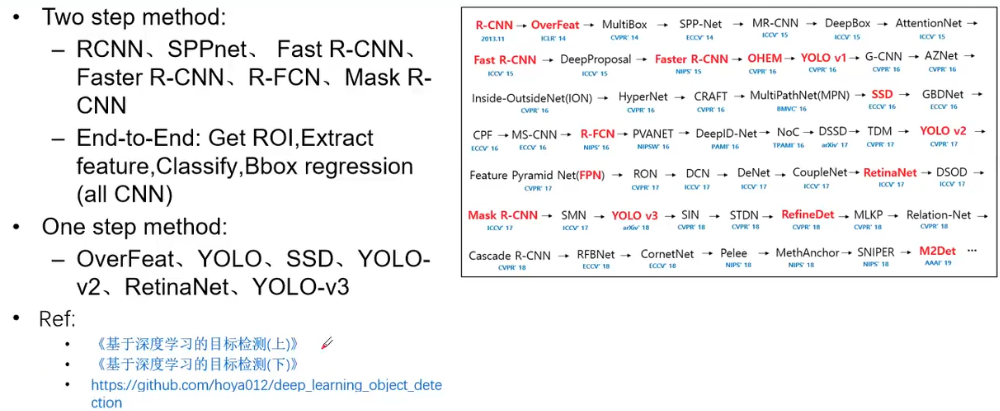 • Two step method:
– RCNN、SPPnet、 Fast R-CNN、
Faster R-CNN、R-FCN、Mask R-
CNN
– End-to-End: Get ROI,Extract
feature,Classify,Bbox regression
(all CNN)
• One step method:
– OverFeat、YOLO、SSD、YOLO-
v2、RetinaNet、YOLO-v3
• Ref:
• 《基于深度学习的目标检测(上)》
• 《基于深度学习的目标检测(下)》
• https://github.com/hoya012/deep_learning_object_dete
ction
R-CNN → OverFeat → MultiBox → SPP-Net → MR-CNN → DeepBox → AttentionNet →
2013.11 ICLR' 14 CVPR' 14 ECCV' 14 ICCV' 15 ICCV' 15 ICCV' 15
Fast R-CNN → DeepProposal → Faster R-CNN → OHEM → YOLO v1 → G-CNN → AZNet →
ICCV' 15 ICCV' 15 NIPS' 15 CVPR' 16 CVPR' 16 CVPR' 16 CVPR' 16
Inside-OutsideNet(ION) → HyperNet → CRAFT → MultiPathNet(MPN) → SSD → GBDNet →
CVPR' 16 CVPR' 16 CVPR' 16 BMVC' 16 ECCV' 16 ECCV' 16
CPF → MS-CNN → R-FCN → PVANET → DeepID-Net → NoC → DSSD → TDM → YOLO v2 →
ECCV' 16 ECCV' 16 NIPS' 16 NIPSW' 16 PAMI' 16 TPAMI' 16 arXiv' 17 CVPR' 17 CVPR' 17
Feature Pyramid Net(FPN) → RON → DCN → DeNet → CoupleNet → RetinaNet → DSOD →
CVPR' 17 CVPR' 17 ICCV' 17 ICCV' 17 ICCV' 17 ICCV' 17 ICCV' 17
Mask R-CNN → SMN → YOLO v3 → SIN → STDN → RefineDet → MLKP → Relation-Net →
ICCV' 17 ICCV' 17 arXiv' 18 CVPR' 18 CVPR' 18 CVPR' 18 CVPR' 18 CVPR' 18
Cascade R-CNN → RFBNet → CornetNet → Pelee → MethAnchor → SNIPER → M2Det ···
CVPR' 18 ECCV' 18 ECCV' 18 NIPS' 18 NIPS' 18 NIPS' 18 AAAI' 19